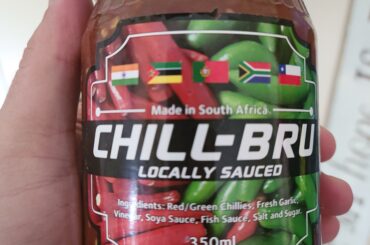 Made in South Africa
CHILL-BRU
LOCALLY SAUCED
Ingredients: Red/Green Chillies, Fresh Garlic,
Vinegar, Soya Sauce, Fish Sauce, Salt and Sugar.
350ml